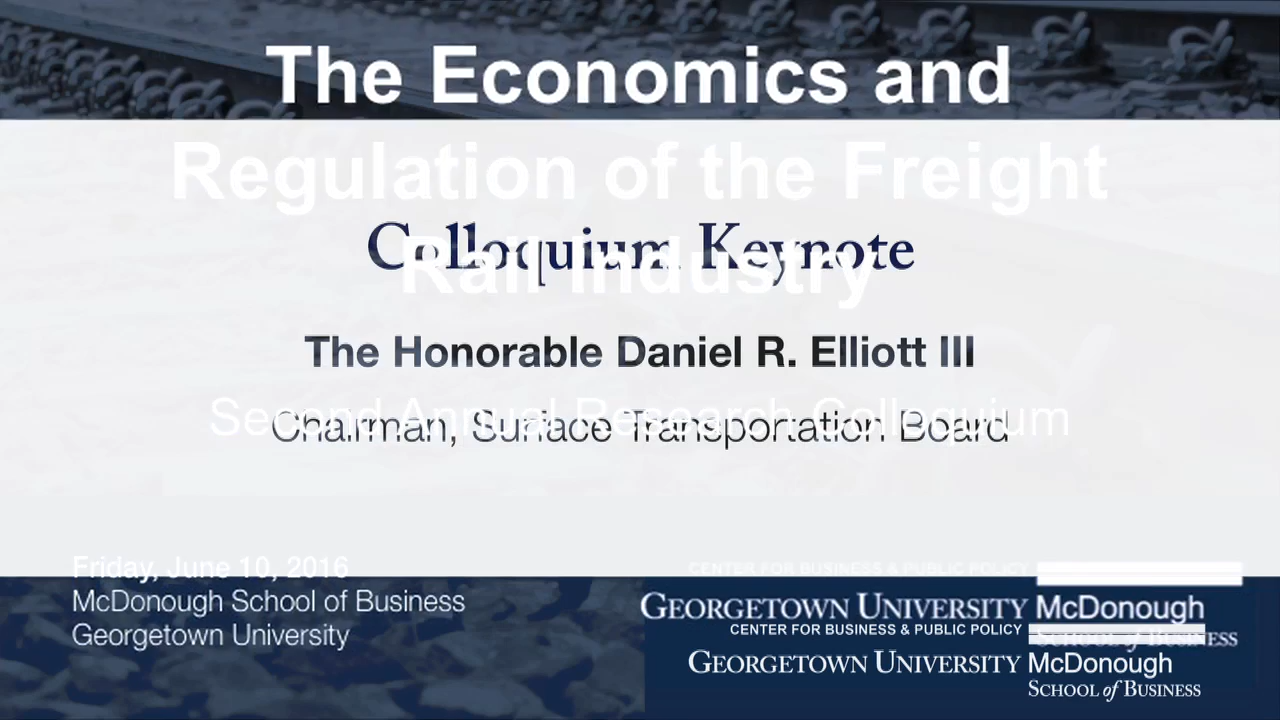 The Economics and
Regulation of the Freight
Rail Industry
Colloquium Keynote
The Honorable Daniel R. Elliott III
Second Annual Research Colloquium
Chairman, Surface Transportation Board
Friday, June 10, 2016
McDonough School of Business
Georgetown University
CENTER FOR BUSINESS & PUBLIC POLICY
GEORGETOWN UNIVERSITY McDonough
SCHOOL of BUSINESS
CENTER FOR BUSINESS & PUBLIC POLICY
GEORGETOWN UNIVERSITY McDonough
SCHOOL of BUSINESS